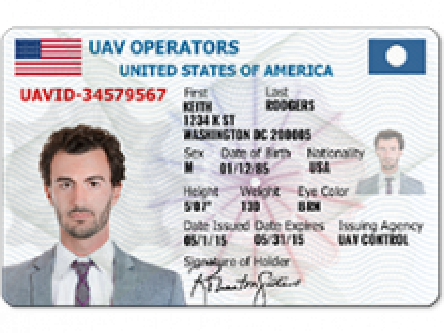 UAV OPERATORS
UNITED STATES OF AMERICA
UAVID-34579567
First Last
KEITH RODGERS
1234 K ST
WASHINGTON DC 200005
Sex Date of Birth Nationality
M 01/12/85 USA
Height Weight Eye Color
5'07" 130 BRN
Date Issued Date Expires Issuing Agency
05/1/15 05/31/15 UAV CONTROL
Signature of Holder